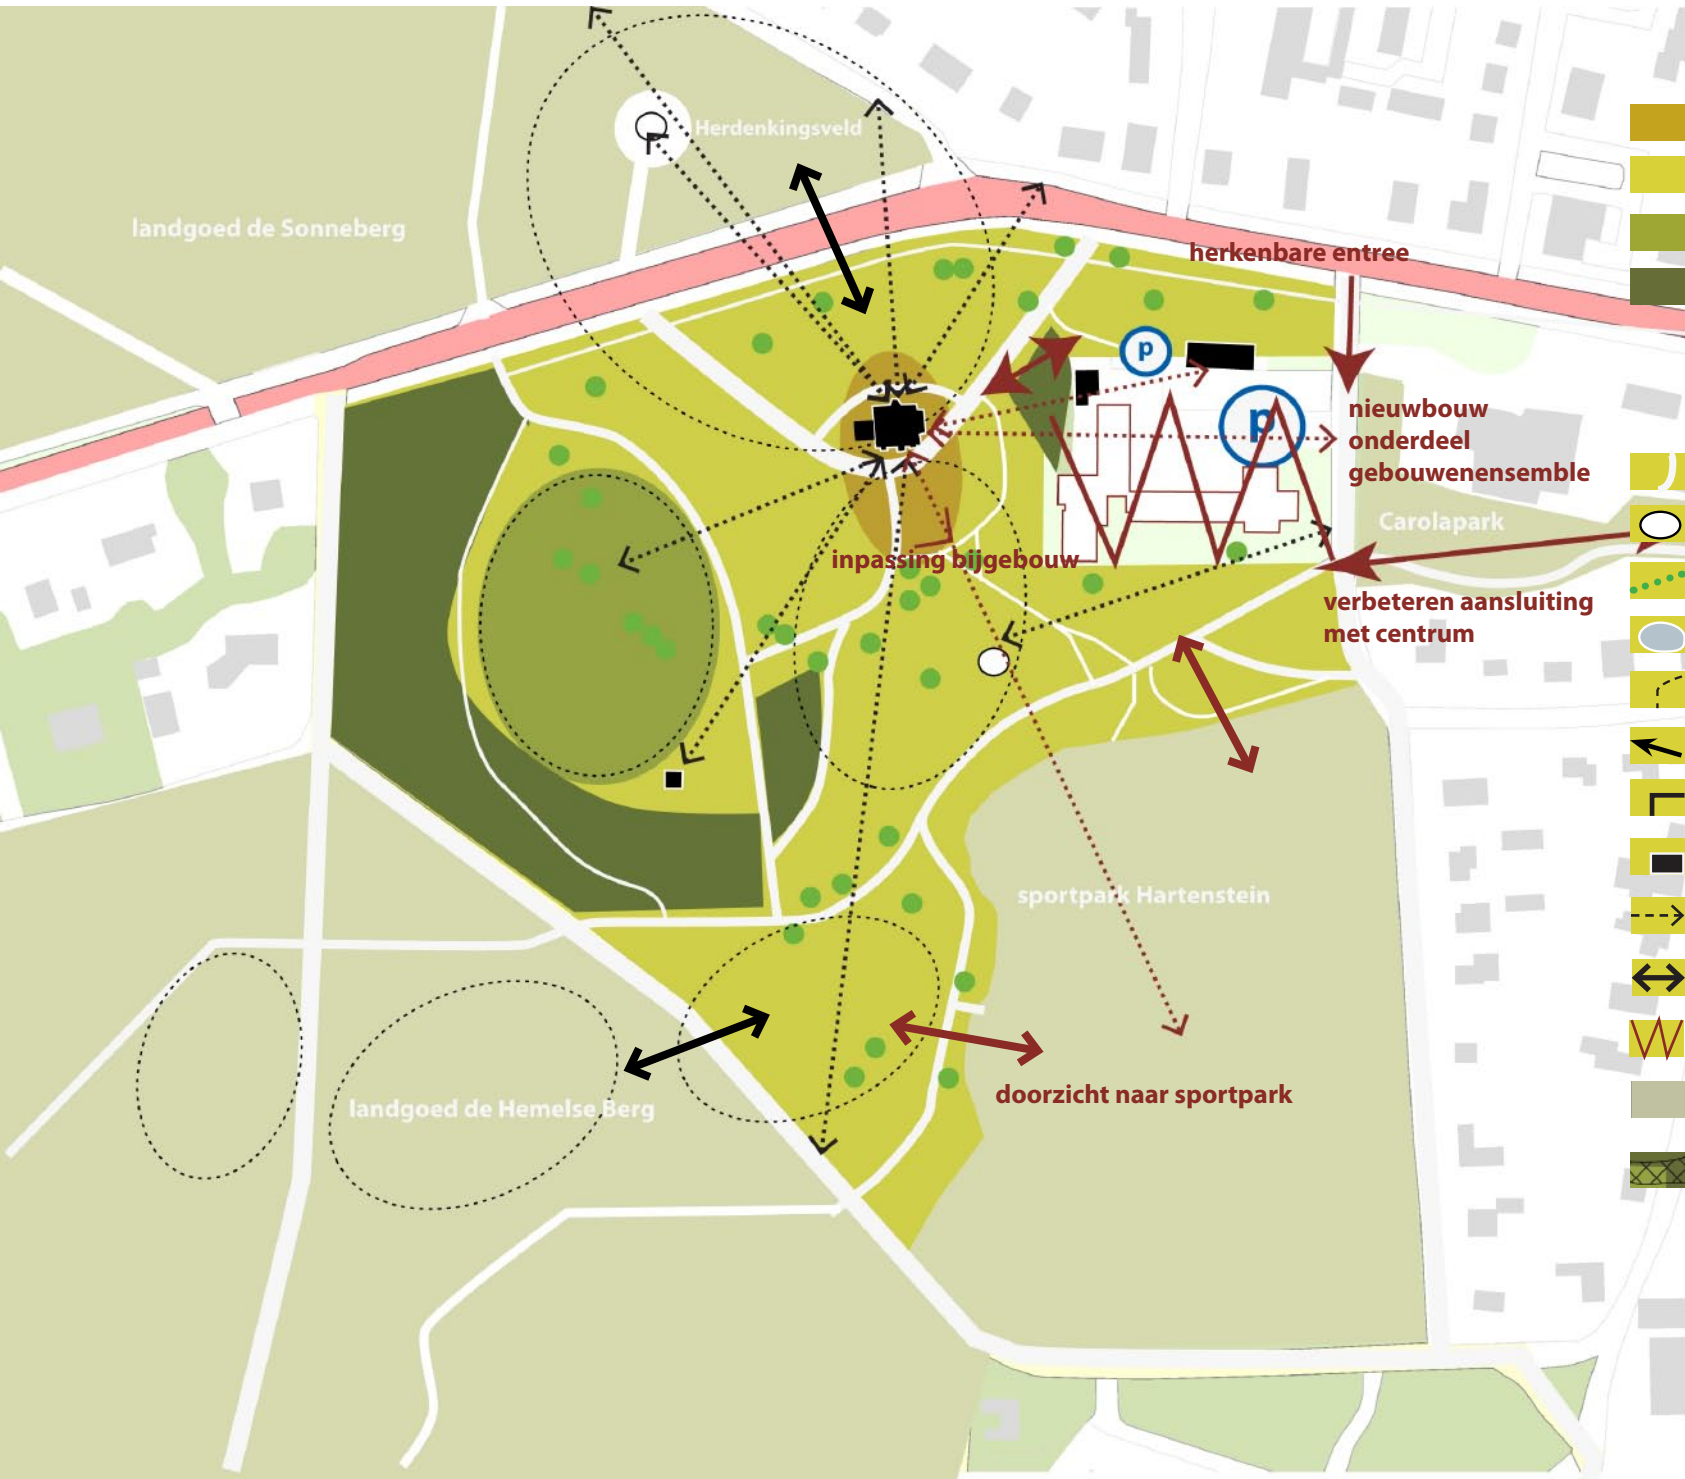 Herdenkingsveld
landgoed de Sonneberg
herkenbare entree
p
p
nieuwbouw
onderdeel
gebouwenensemble
Carolapark
inpassing bijgebouw
verbeteren aansluiting
met centrum
sportpark Hartenstein
doorzicht naar sportpark
landgoed de Hemelse Berg